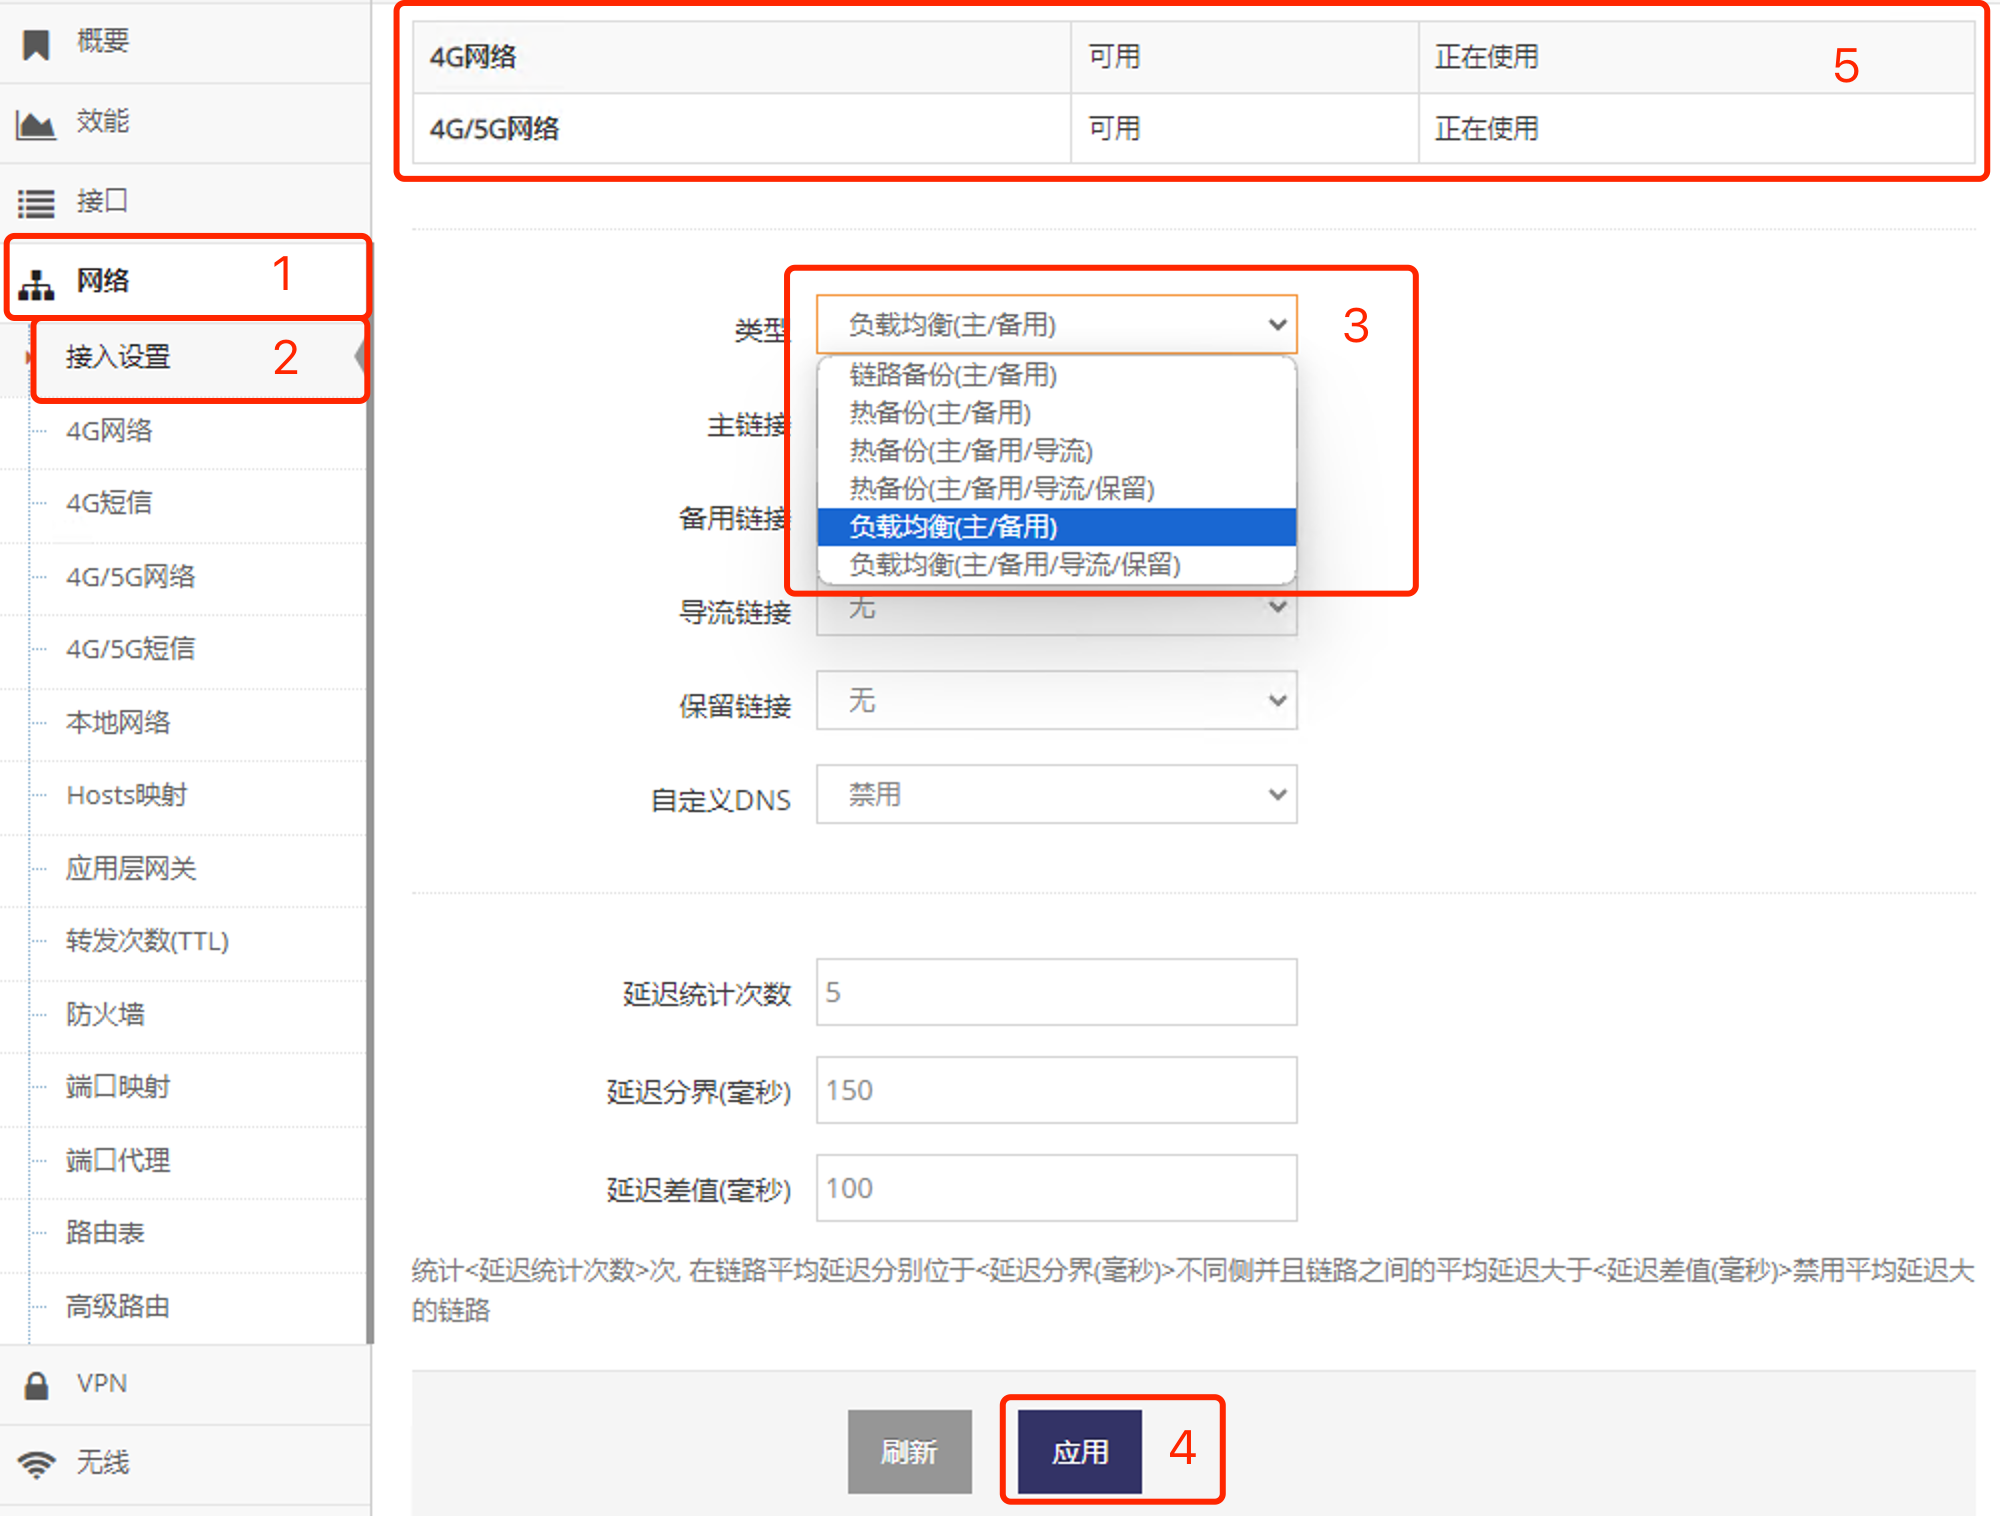 概要
效能
接口
网络 1
接入设置 2
4G网络
4G短信
4G/5G网络
4G/5G短信
本地网络
Hosts映射
应用层网关
转发次数(TTL)
防火墙
端口映射
端口代理
路由表
高级路由
VPN
无线
4G网络 可用 正在使用 5
4G/5G网络 可用 正在使用
类型 负载均衡(主/备用) 3
链路备份(主/备用)
热备份(主/备用)
热备份(主/备用/导流)
热备份(主/备用/导流/保留)
负载均衡(主/备用)
负载均衡(主/备用/导流/保留)
主链接
备用链接
导流链接 无
保留链接 无
自定义DNS 禁用
延迟统计次数 5
延迟分界(毫秒) 150
延迟差值(毫秒) 100
统计<延迟统计次数>次, 在链路平均延迟分别位于<延迟分界(毫秒)>不同侧并且链路之间的平均延迟大于<延迟差值(毫秒)>禁用平均延迟大
的链路
刷新 应用 4